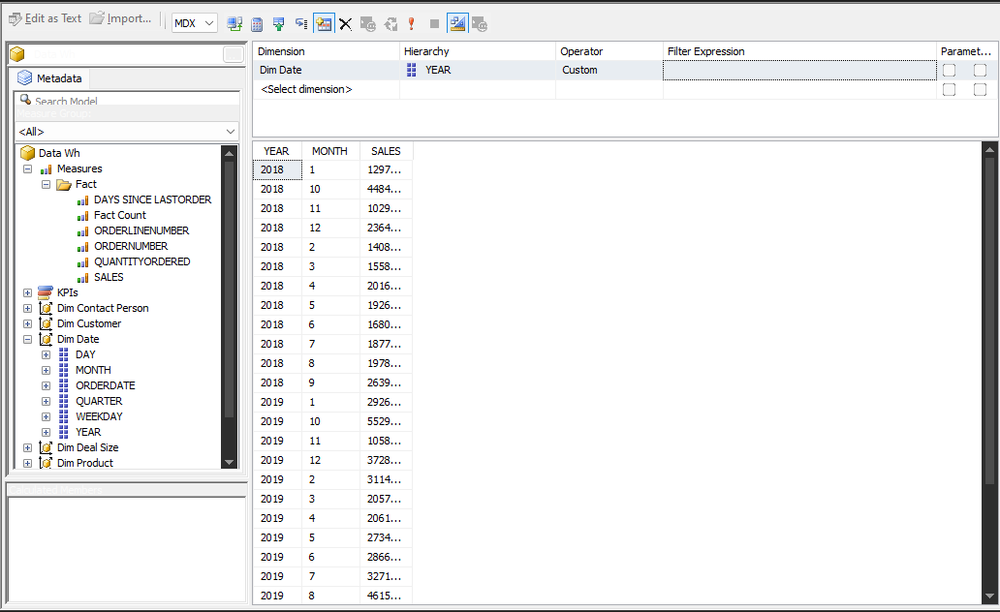 Edit as Text Import... MDX
Metadata
Search Model
Measure Group:
<All>
Data Wh
Measures
Fact
DAYS SINCE LASTORDER
Fact Count
ORDERLINENUMBER
ORDERNUMBER
QUANTITYORDERED
SALES
KPIs
Dim Contact Person
Dim Customer
Dim Date
DAY
MONTH
ORDERDATE
QUARTER
WEEKDAY
YEAR
Dim Deal Size
Dim Product
Calculated Members
Dimension Hierarchy Operator Filter Expression Paramet...
Dim Date YEAR Custom
<Select dimension>
YEAR MONTH SALES
2018 1 1297...
2018 10 4484...
2018 11 1029...
2018 12 2364...
2018 2 1408...
2018 3 1558...
2018 4 2016...
2018 5 1926...
2018 6 1680...
2018 7 1877...
2018 8 1978...
2018 9 2639...
2019 1 2926...
2019 10 5529...
2019 11 1058...
2019 12 3728...
2019 2 3114...
2019 3 2057...
2019 4 2061...
2019 5 2734...
2019 6 2866...
2019 7 3271...
2019 8 4615...